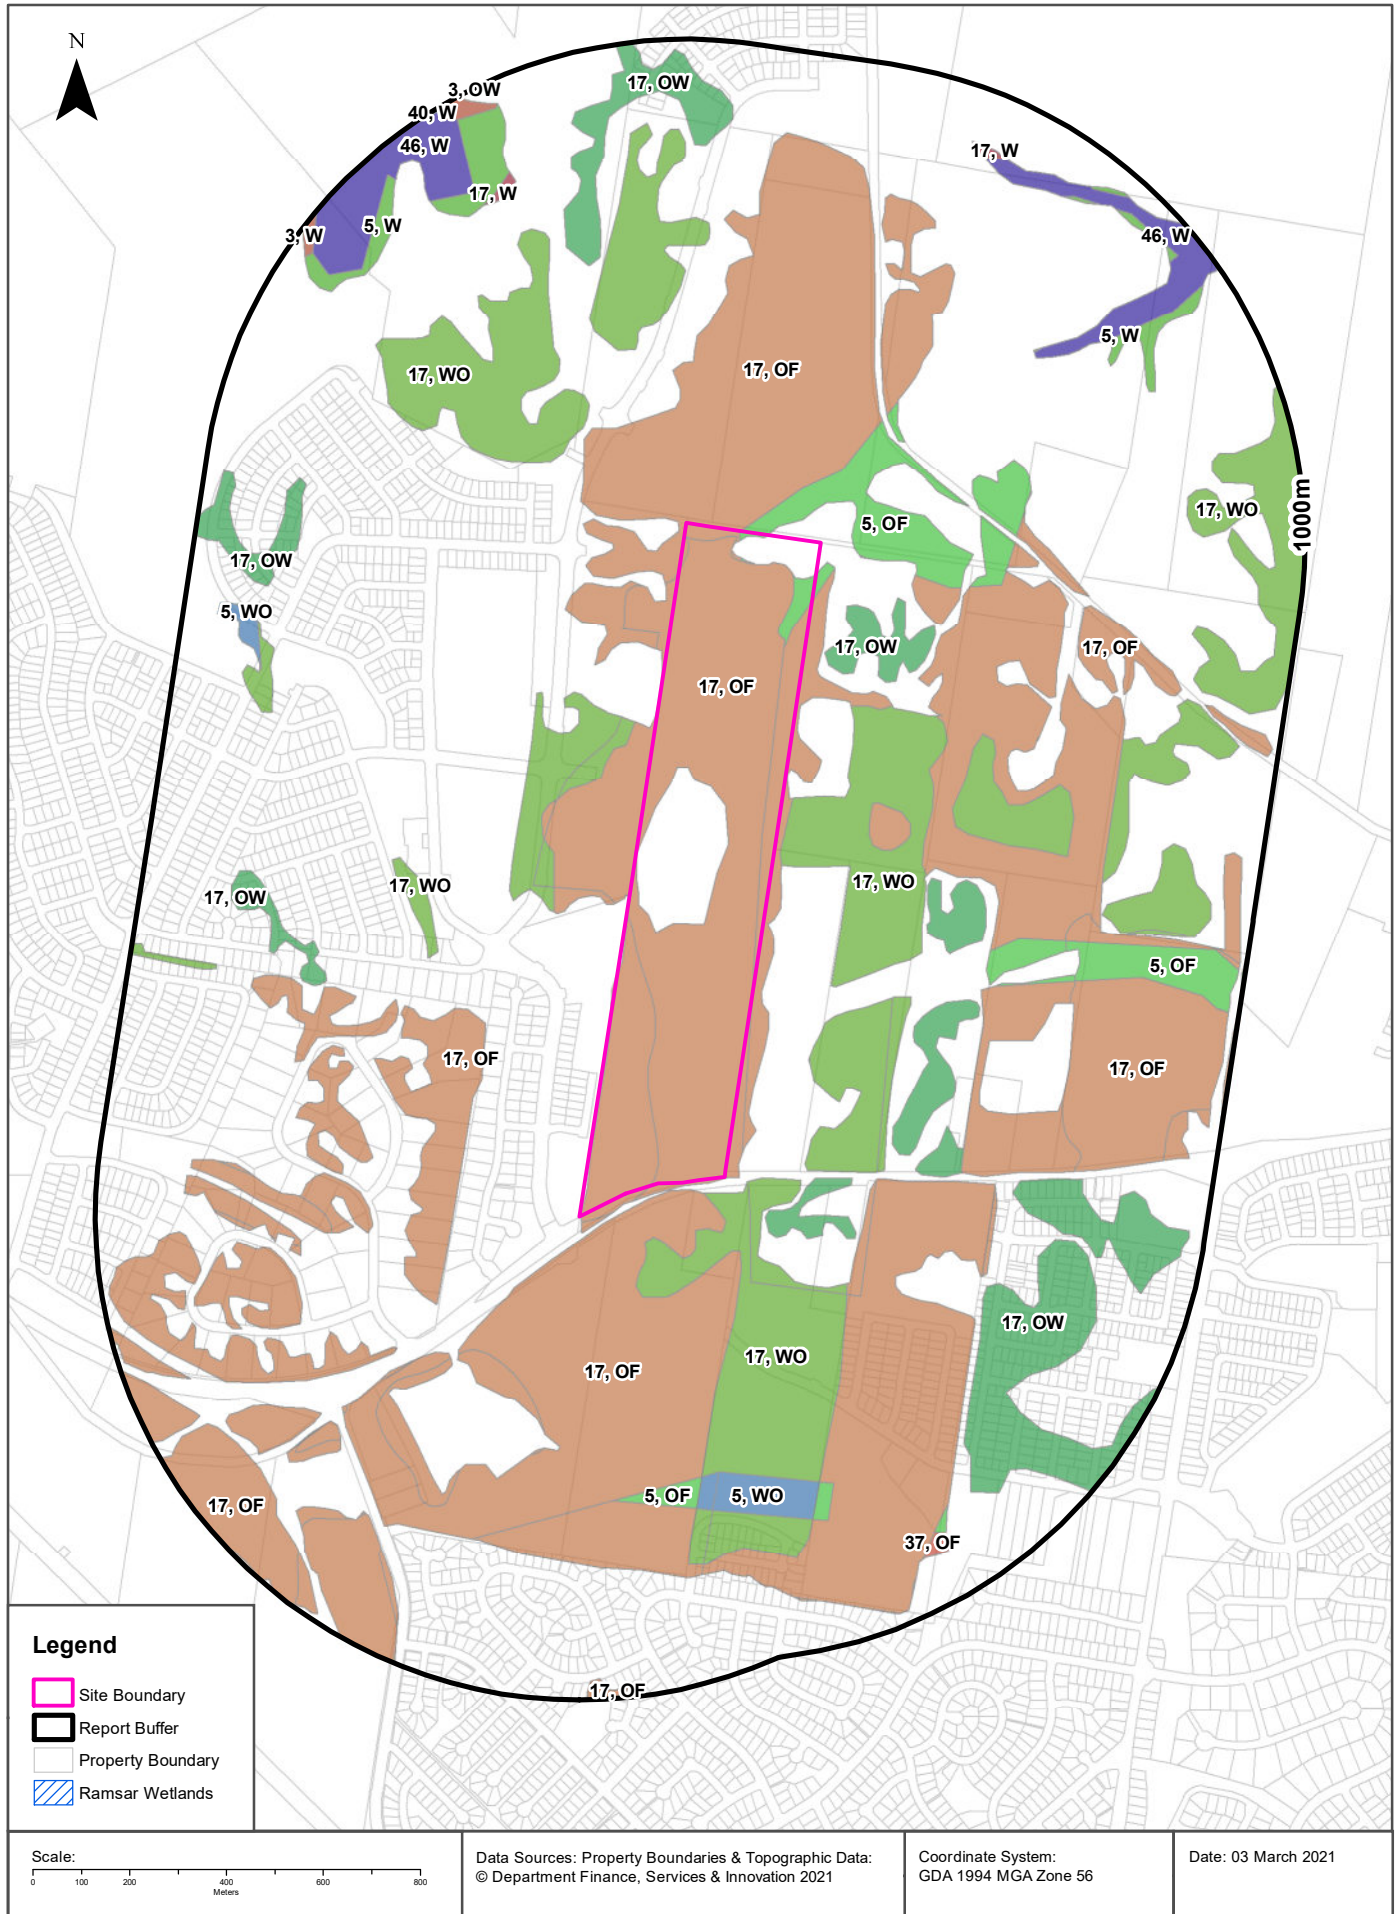 N
3, OW
40, W
46, W
17, W
5, W
3, W
17, OW
17, W
46, W
5, W
17, WO
17, OF
17, WO
1000m
5, OF
17, OW
5, WO
17, OW
17, OF
17, OF
17, WO
17, OW
17, WO
5, OF
17, OF
17, OF
17, OW
17, WO
17, OF
5, OF
5, WO
17, OF
37, OF
17, OF
Legend
Site Boundary
Report Buffer
Property Boundary
Ramsar Wetlands
Scale:
0 100 200 400 600 800
Meters
Data Sources: Property Boundaries & Topographic Data:
© Department Finance, Services & Innovation 2021
Coordinate System:
GDA 1994 MGA Zone 56
Date: 03 March 2021